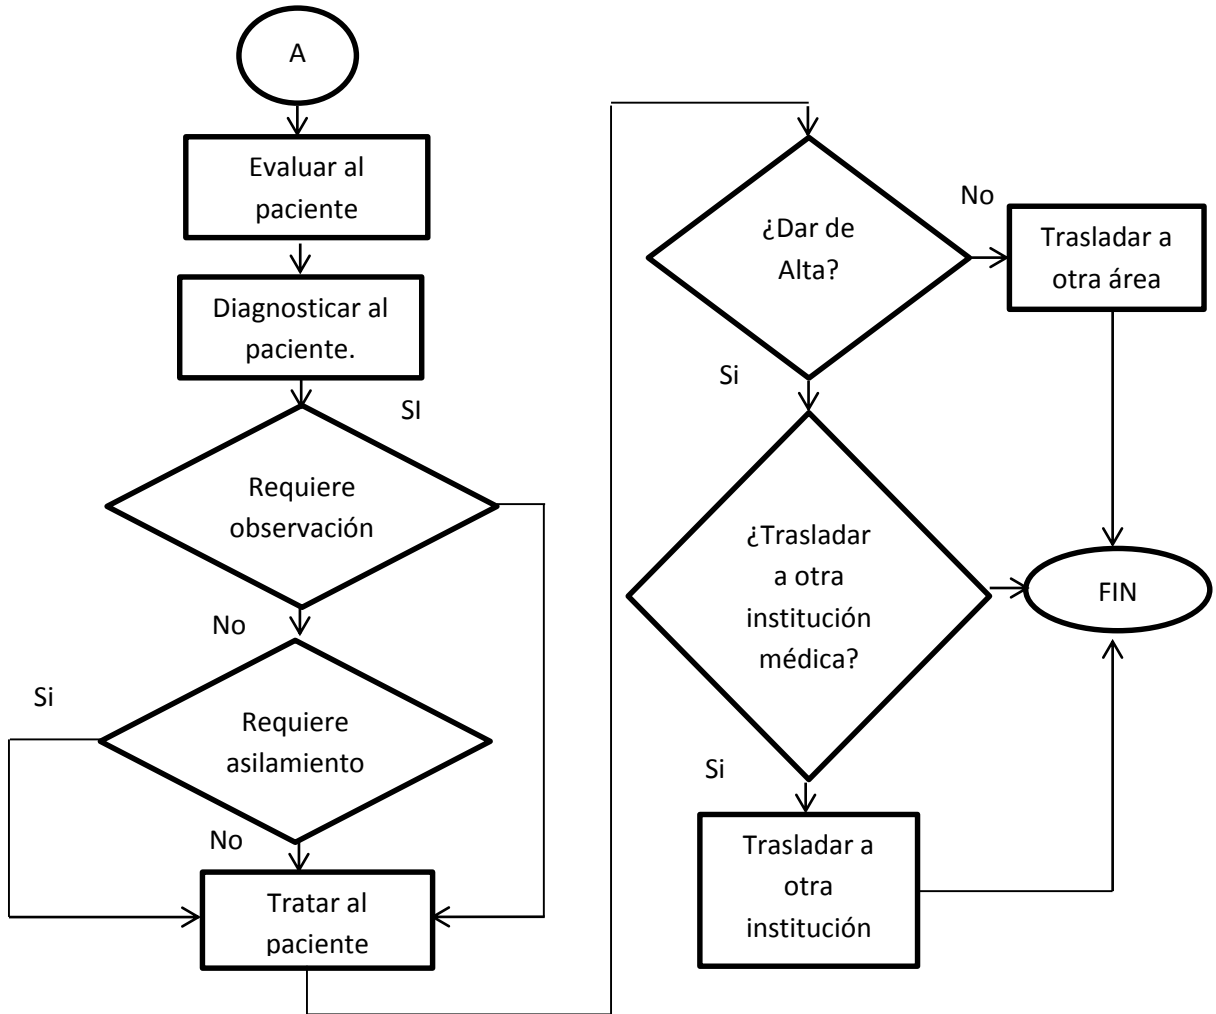 A
Evaluar al
paciente
Diagnosticar al
paciente.
SI
Requiere
observación
No
Si
Requiere
asilamiento
No
Tratar al
paciente
¿Dar de
Alta?
No
Trasladar a
otra área
Si
¿Trasladar
a otra
institución
médica?
FIN
Si
Trasladar a
otra
institución